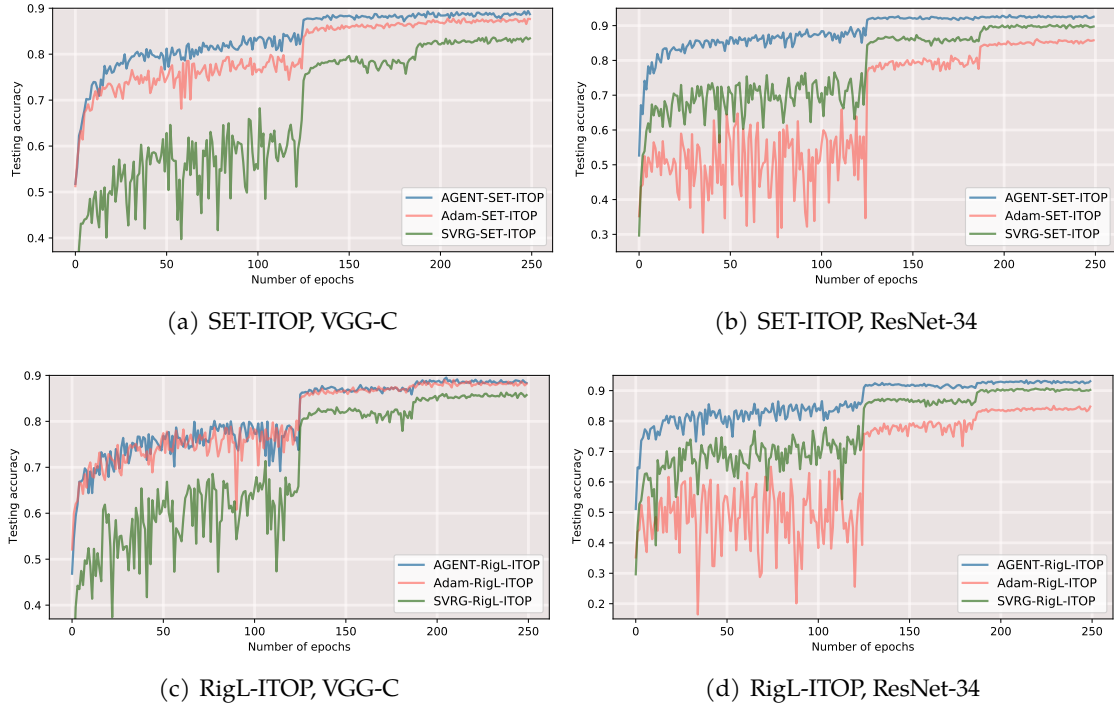 0.9
0.8
0.7
0.6
0.5
0.4
Testing accuracy
0 50 100 150 200 250
Number of epochs
AGENT-SET-ITOP
Adam-SET-ITOP
SVRG-SET-ITOP
(a) SET-ITOP, VGG-C
0.9
0.8
0.7
0.6
0.5
0.4
0.3
Testing accuracy
0 50 100 150 200 250
Number of epochs
AGENT-SET-ITOP
Adam-SET-ITOP
SVRG-SET-ITOP
(b) SET-ITOP, ResNet-34
0.9
0.8
0.7
0.6
0.5
0.4
Testing accuracy
0 50 100 150 200 250
Number of epochs
AGENT-RigL-ITOP
Adam-RigL-ITOP
SVRG-RigL-ITOP
(c) RigL-ITOP, VGG-C
0.9
0.8
0.7
0.6
0.5
0.4
0.3
0.2
Testing accuracy
0 50 100 150 200 250
Number of epochs
AGENT-RigL-ITOP
Adam-RigL-ITOP
SVRG-RigL-ITOP
(d) RigL-ITOP, ResNet-34